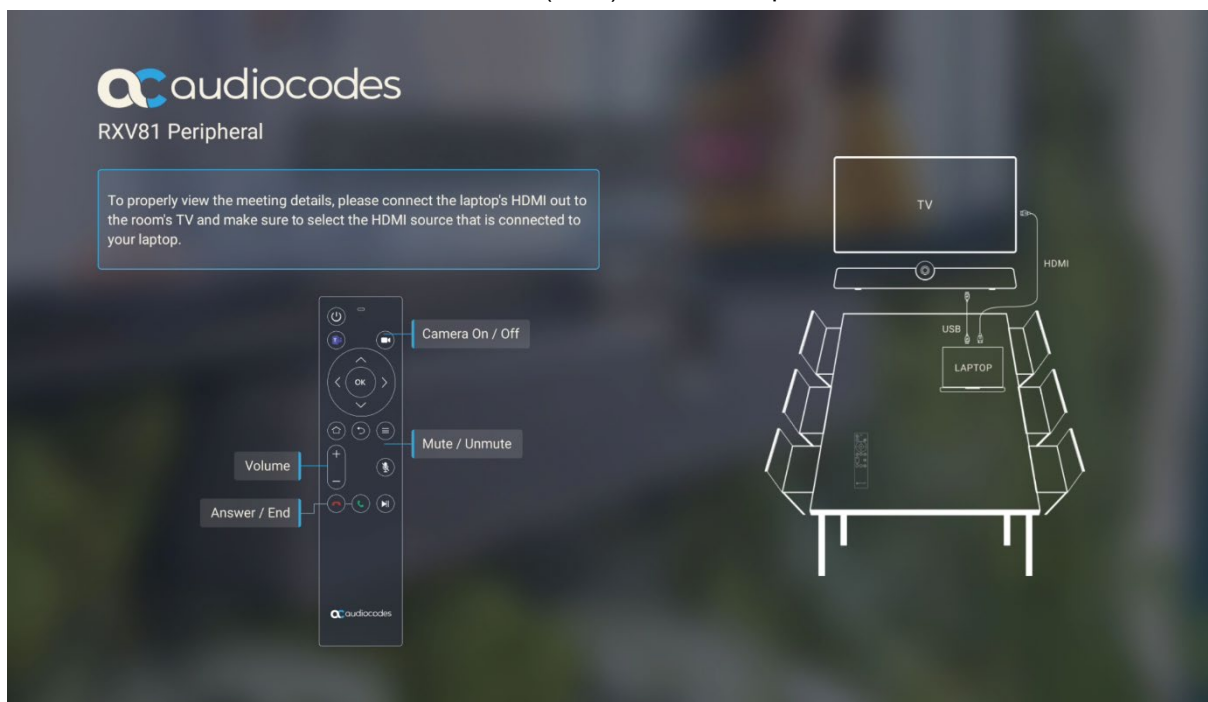 audiocodes
RXV81 Peripheral
To properly view the meeting details, please connect the laptop's HDMI out to
the room's TV and make sure to select the HDMI source that is connected to
your laptop.
Camera On / Off
OK
Mute / Unmute
Volume
Answer / End
audiocodes
TV
HDMI
USB
LAPTOP